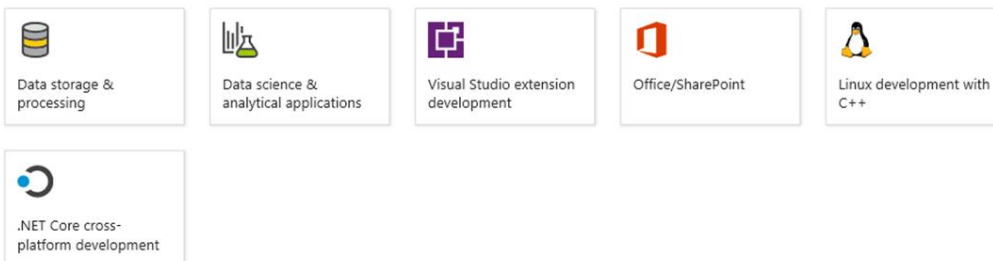 Data storage &
processing
Data science &
analytical applications
Visual Studio extension
development
Office/SharePoint
Linux development with
C++
.NET Core cross-
platform development